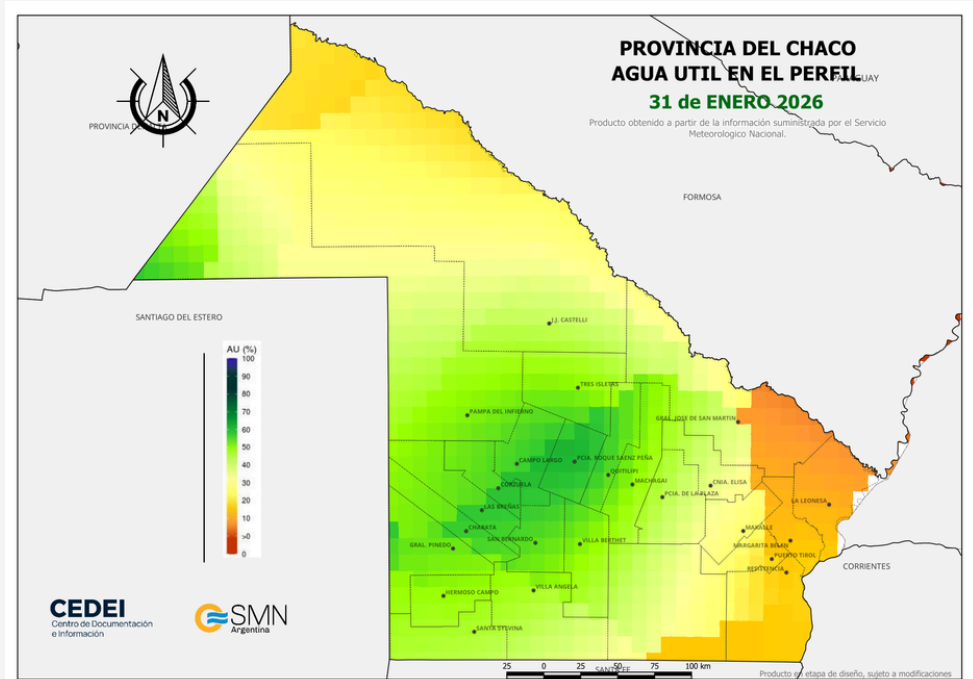 PROVINCIA DEL CHACO
AGUA UTIL EN EL PERFIL
31 de ENERO 2026
Producto obtenido a partir de la información suministrada por el Servicio
Meteorologico Nacional.
PARAGUAY
N
PROVINCIA DE SALTA
FORMOSA
SANTIAGO DEL ESTERO
J.J. CASTELLI
AU (%)
100
90
80
70
60
50
40
30
20
10
>0
0
TRES ISLETAS
PAMPA DEL INFIERNO
GRAL. JOSE DE SAN MARTIN
CAMPO LARGO
PCIA. ROQUE SAENZ PEÑA
QUITILIPI
MACHAGAI
CNIA. ELISA
CORZUELA
PCIA. DE LA PLAZA
LA LEONESA
LAS BREÑAS
CHARATA
MAKALLE
GRAL. PINEDO
SAN BERNARDO
VILLA BERTHET
MARGARITA BELEN
PUERTO TIROL
RESISTENCIA
CORRIENTES
VILLA ANGELA
HERMOSO CAMPO
SANTA SYLVINA
CEDEI
Centro de Documentación
e Información
SMN
Argentina
25 0 25 50 75 100 km
SANTA FE
Producto en etapa de diseño, sujeto a modificaciones